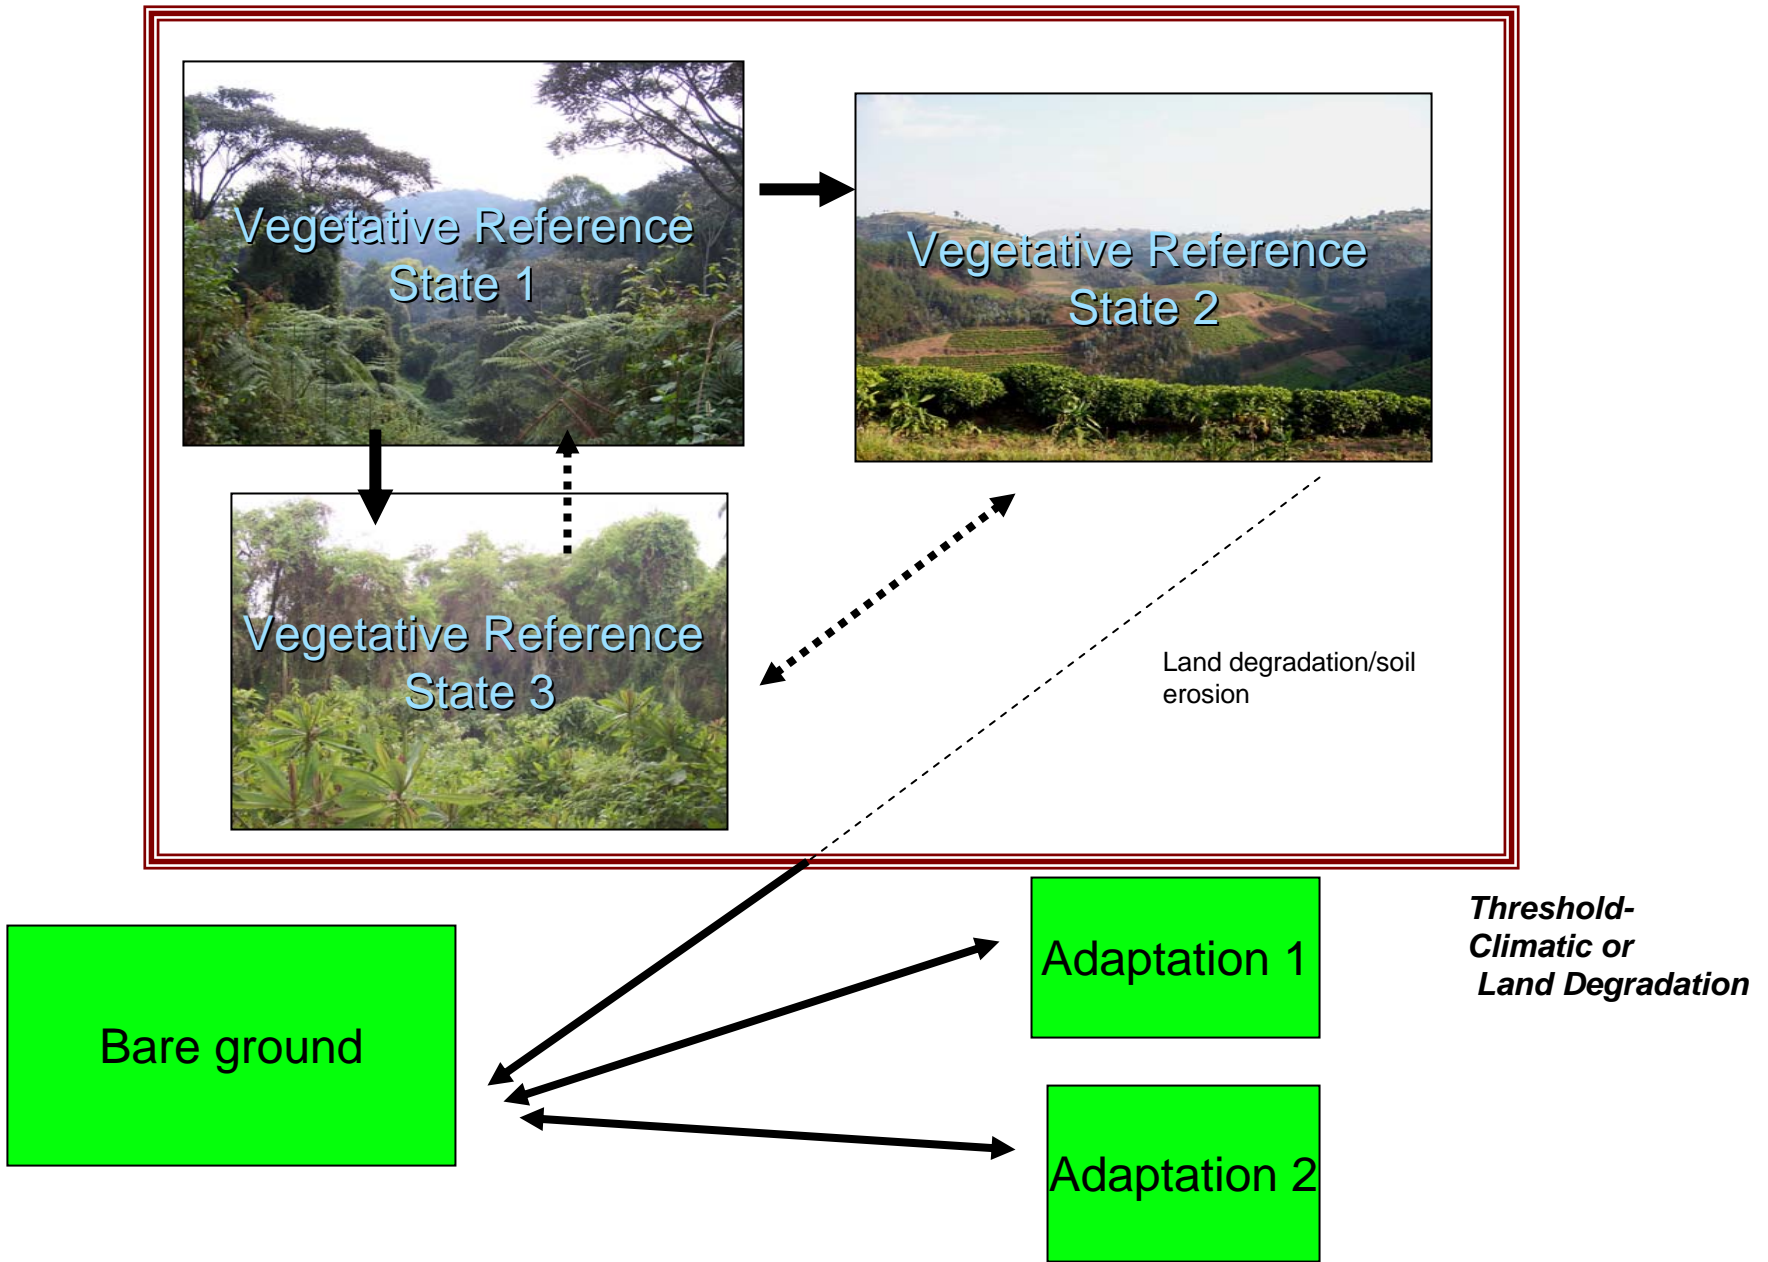 Vegetative Reference
State 1
Vegetative Reference
State 2
Vegetative Reference
State 3
Land degradation/soil
erosion
Threshold-
Climatic or
Land Degradation
Adaptation 1
Bare ground
Adaptation 2